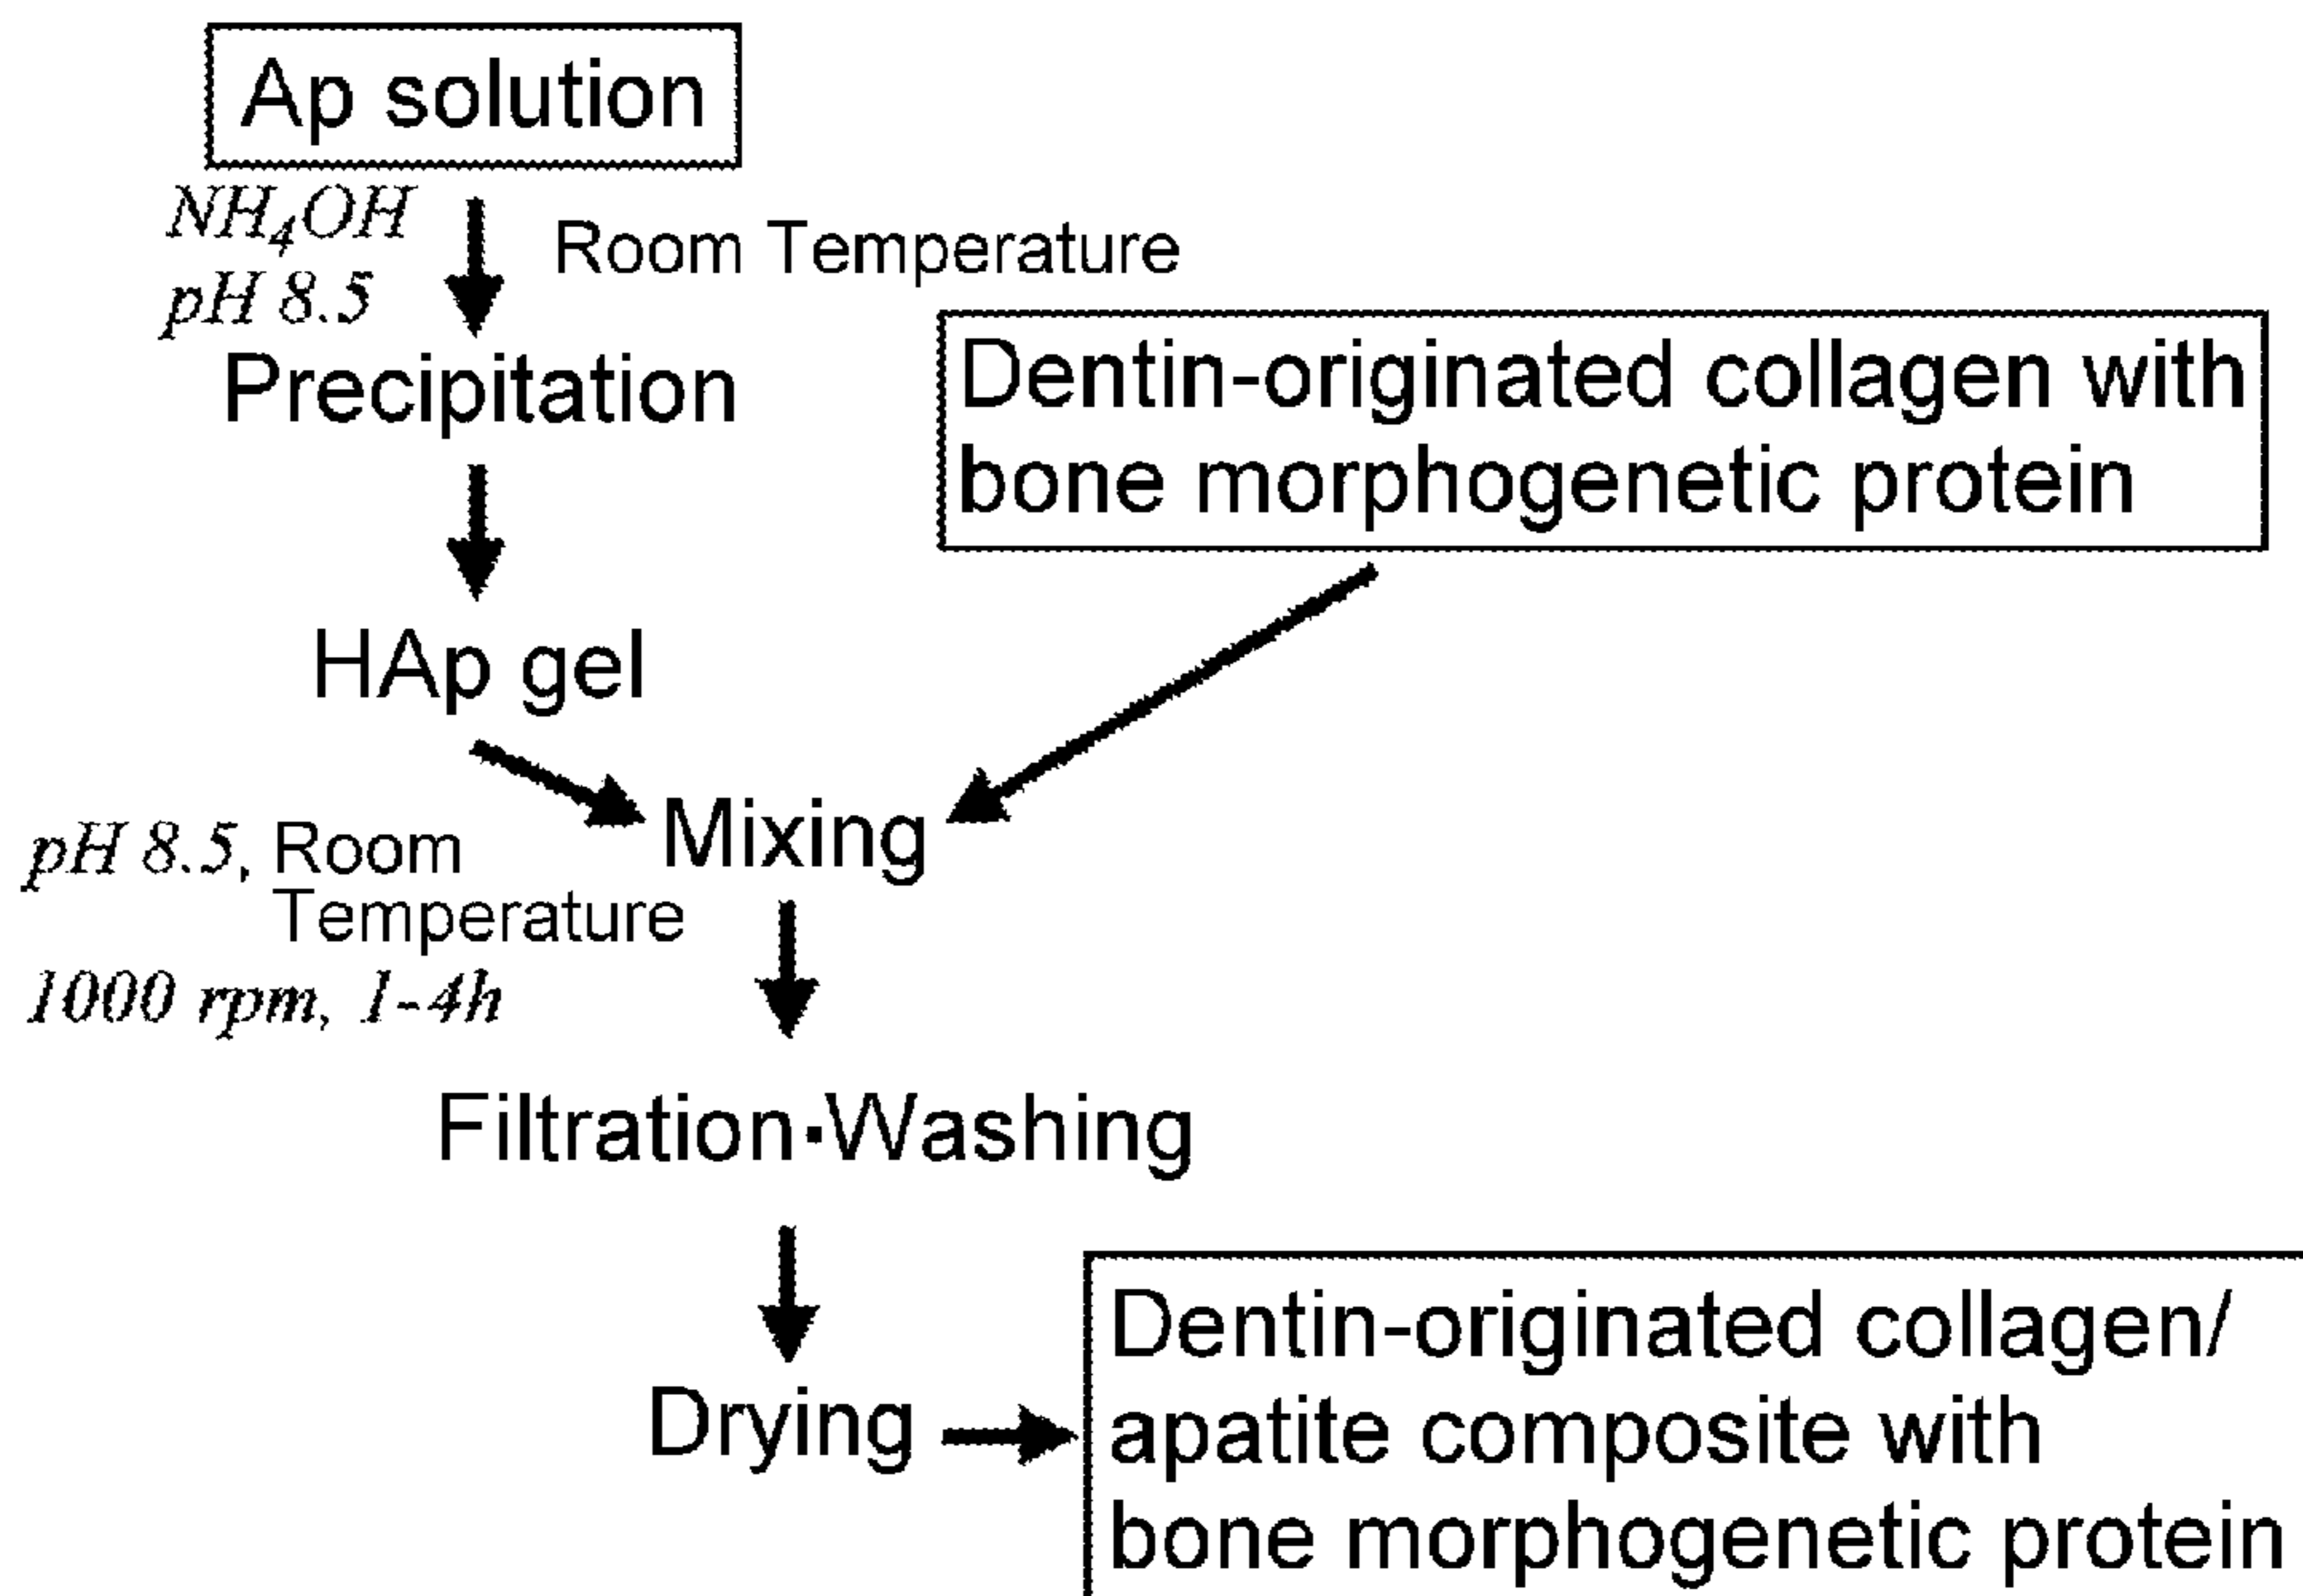 Ap solution
NH₄OH
pH 8.5
Room Temperature
Precipitation
Dentin-originated collagen with
bone morphogenetic protein
HAp gel
Mixing
pH 8.5, Room
Temperature
1000 rpm, 1-4h
Filtration·Washing
Drying
Dentin-originated collagen/
apatite composite with
bone morphogenetic protein